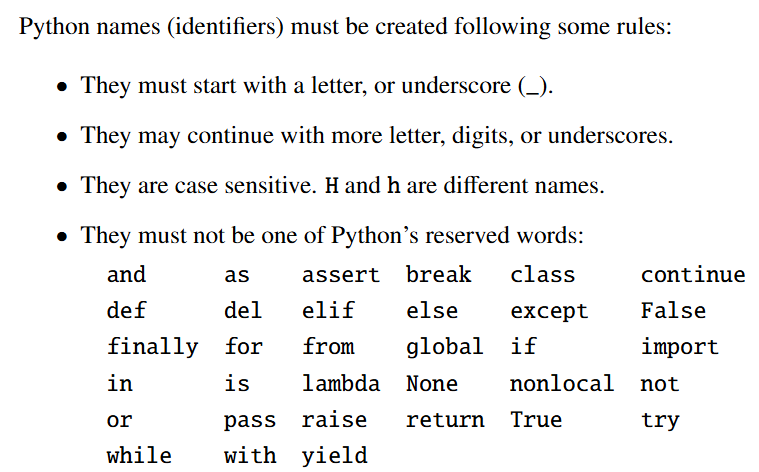 Python names (identifiers) must be created following some rules:
• They must start with a letter, or underscore (_).
• They may continue with more letter, digits, or underscores.
• They are case sensitive. H and h are different names.
• They must not be one of Python’s reserved words:
and as assert break class continue
def del elif else except False
finally for from global if import
in is lambda None nonlocal not
or pass raise return True try
while with yield